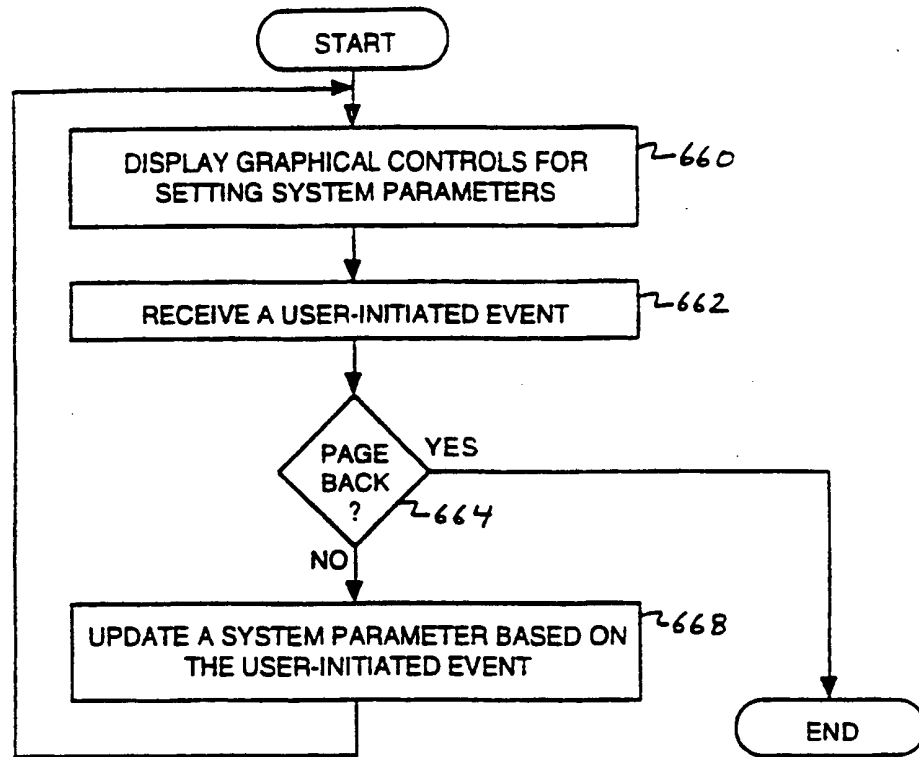 START
DISPLAY GRAPHICAL CONTROLS FOR
SETTING SYSTEM PARAMETERS
660
RECEIVE A USER-INITIATED EVENT
662
PAGE
BACK
?
YES
664
NO
UPDATE A SYSTEM PARAMETER BASED ON
THE USER-INITIATED EVENT
668
END